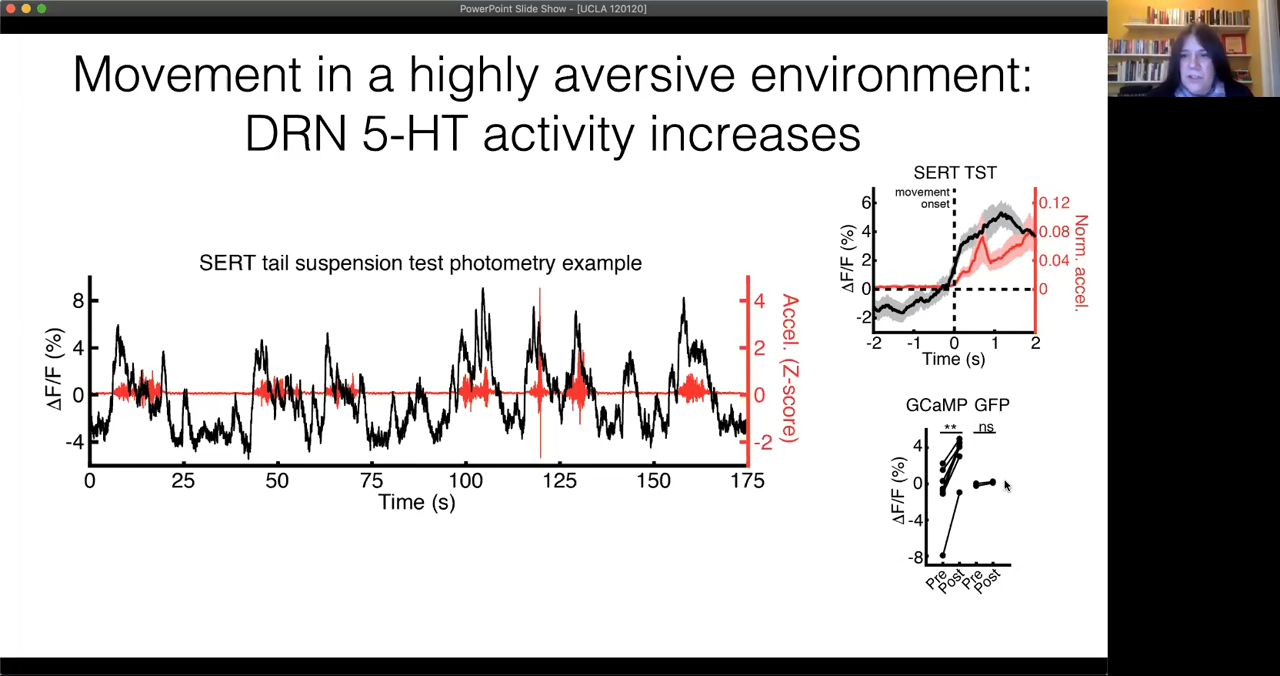 PowerPoint Slide Show - [UCLA 120120]
Movement in a highly aversive environment:
DRN 5-HT activity increases
SERT tail suspension test photometry example
ΔF/F (%)
8
4
0
-4
0 25 50 75 100 125 150 175
Time (s)
4
2
0
-2
Accel. (Z-score)
SERT TST
movement
onset
ΔF/F (%)
6
4
2
0
-2
-2 -1 0 1 2
Time (s)
0.12
0.08
0.04
0
Norm. accel.
GCaMP GFP
** ns
ΔF/F (%)
4
0
-4
-8
Pre Post Pre Post